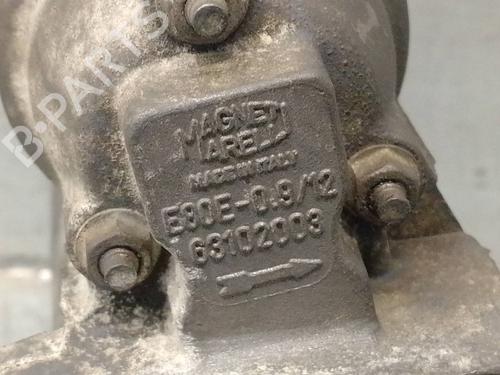 B-PARTS
MAGNETI
MARELLI
MADE IN ITALY
E80E-0.9/12
63102003